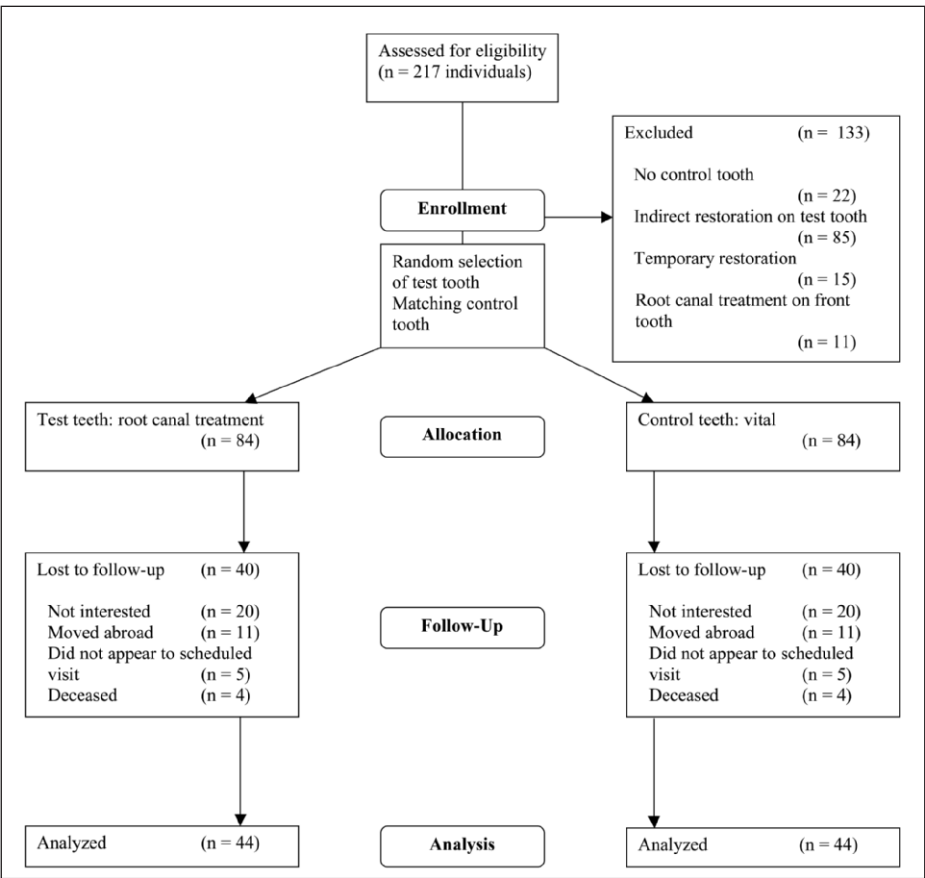 Assessed for eligibility
(n = 217 individuals)
Excluded (n = 133)
No control tooth
(n = 22)
Indirect restoration on test tooth
(n = 85)
Temporary restoration
(n = 15)
Root canal treatment on front
tooth
(n = 11)
Enrollment
Random selection
of test tooth
Matching control
tooth
Test teeth: root canal treatment
(n = 84)
Allocation
Control teeth: vital
(n = 84)
Lost to follow-up (n = 40)
Not interested (n = 20)
Moved abroad (n = 11)
Did not appear to scheduled
visit (n = 5)
Deceased (n = 4)
Follow-Up
Lost to follow-up (n = 40)
Not interested (n = 20)
Moved abroad (n = 11)
Did not appear to scheduled
visit (n = 5)
Deceased (n = 4)
Analyzed (n = 44)
Analysis
Analyzed (n = 44)